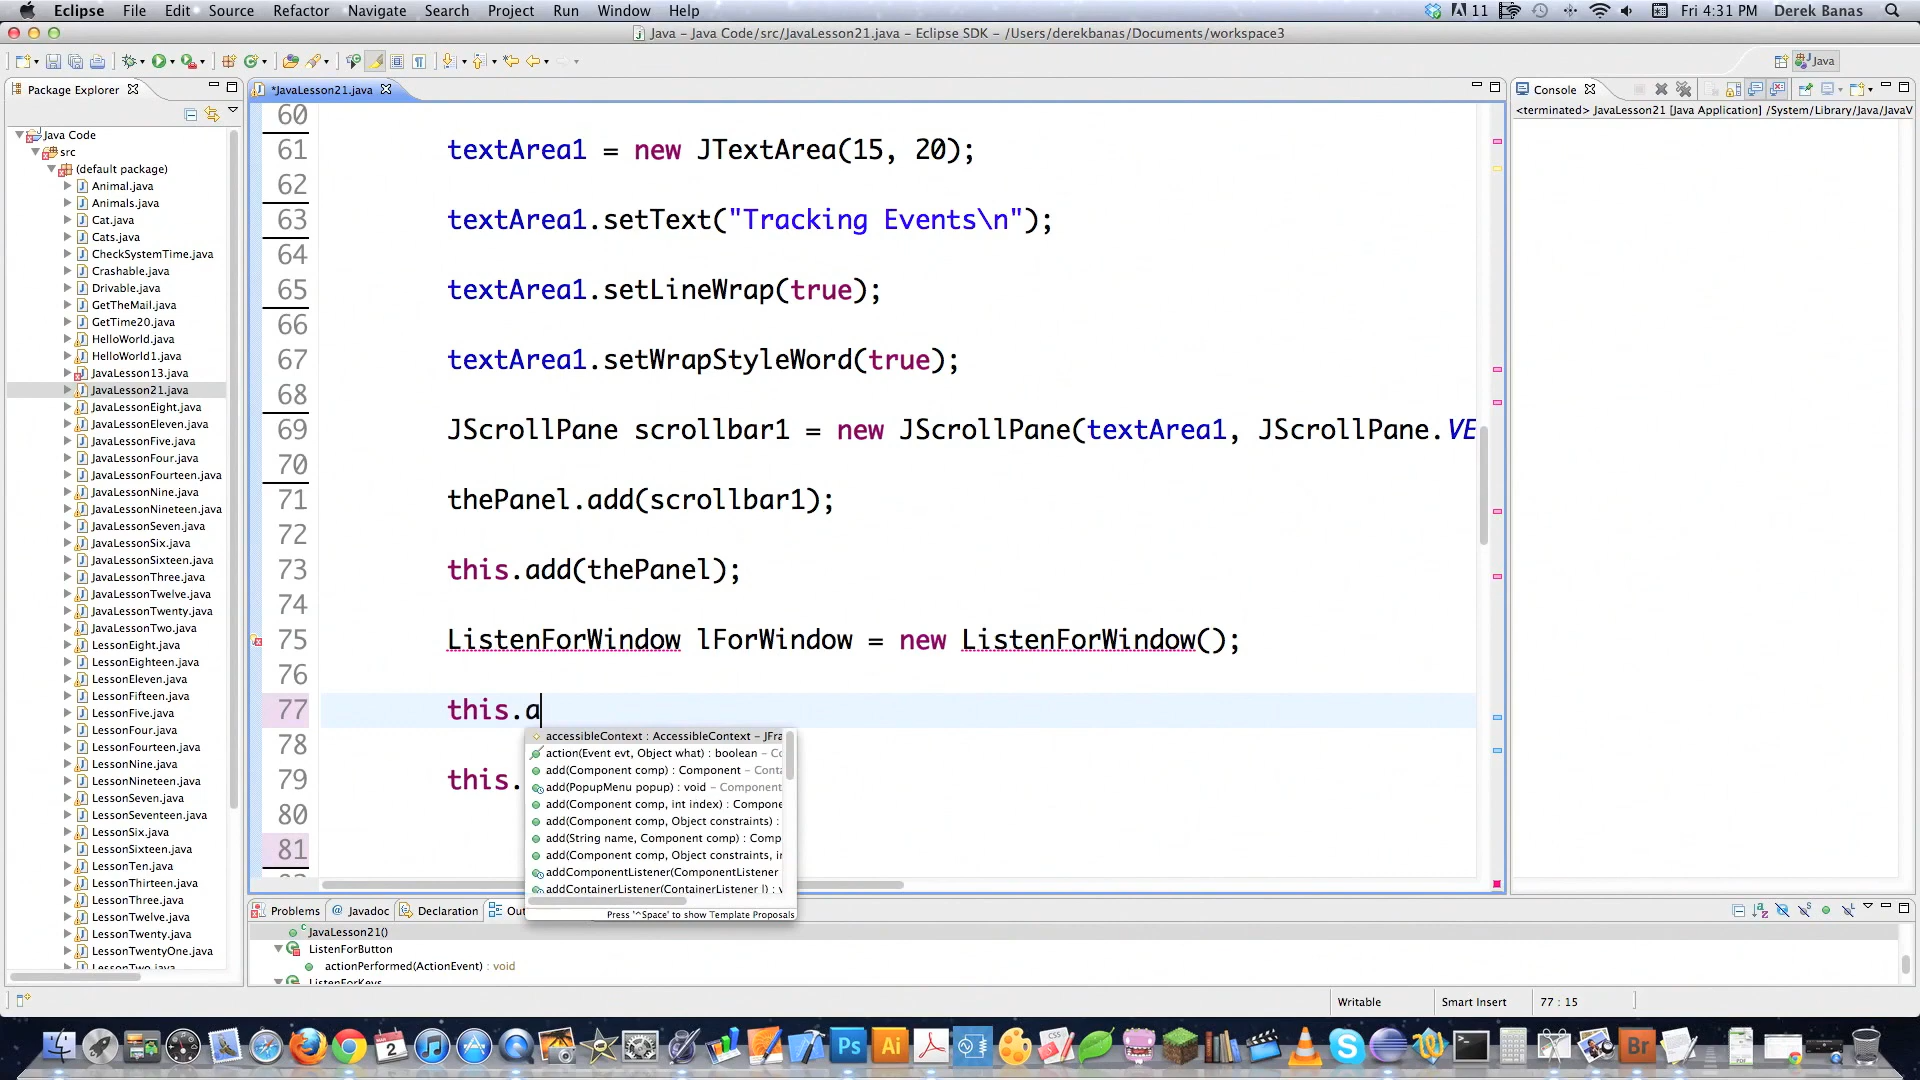 Eclipse File Edit Source Refactor Navigate Search Project Run Window Help 11 Fri 4:31 PM Derek Banas
Java – Java Code/src/JavaLesson21.java – Eclipse SDK – /Users/derekbanas/Documents/workspace3
Java
Package Explorer
*JavaLesson21.java
Console
<terminated> JavaLesson21 [Java Application] /System/Library/Java/JavaV
Java Code
src
(default package)
Animal.java
Animals.java
Cat.java
Cats.java
CheckSystemTime.java
Crashable.java
Drivable.java
GetTheMail.java
GetTime20.java
HelloWorld.java
HelloWorld1.java
JavaLesson13.java
JavaLesson21.java
JavaLessonEight.java
JavaLessonEleven.java
JavaLessonFive.java
JavaLessonFour.java
JavaLessonFourteen.java
JavaLessonNine.java
JavaLessonNineteen.java
JavaLessonSeven.java
JavaLessonSix.java
JavaLessonSixteen.java
JavaLessonThree.java
JavaLessonTwelve.java
JavaLessonTwenty.java
JavaLessonTwo.java
LessonEight.java
LessonEighteen.java
LessonEleven.java
LessonFifteen.java
LessonFive.java
LessonFour.java
LessonFourteen.java
LessonNine.java
LessonNineteen.java
LessonSeven.java
LessonSeventeen.java
LessonSix.java
LessonSixteen.java
LessonTen.java
LessonThirteen.java
LessonThree.java
LessonTwelve.java
LessonTwenty.java
LessonTwentyOne.java
LessonTwo.java
60
61 textArea1 = new JTextArea(15, 20);
62
63 textArea1.setText("Tracking Events\n");
64
65 textArea1.setLineWrap(true);
66
67 textArea1.setWrapStyleWord(true);
68
69 JScrollPane scrollbar1 = new JScrollPane(textArea1, JScrollPane.VE
70
71 thePanel.add(scrollbar1);
72
73 this.add(thePanel);
74
75 ListenForWindow lForWindow = new ListenForWindow();
76
77 this.a
78
79 this.
80
81
accessibleContext : AccessibleContext – JFra
action(Event evt, Object what) : boolean – Co
add(Component comp) : Component – Conta
add(PopupMenu popup) : void – Component
add(Component comp, int index) : Compone
add(Component comp, Object constraints) :
add(String name, Component comp) : Comp
add(Component comp, Object constraints, in
addComponentListener(ComponentListener
addContainerListener(ContainerListener l) : v
Press '^Space' to show Template Proposals
Problems Javadoc Declaration Out
JavaLesson21()
ListenForButton
actionPerformed(ActionEvent) : void
ListenForKeys
Writable Smart Insert 77 : 15
2 Ps Ai Br